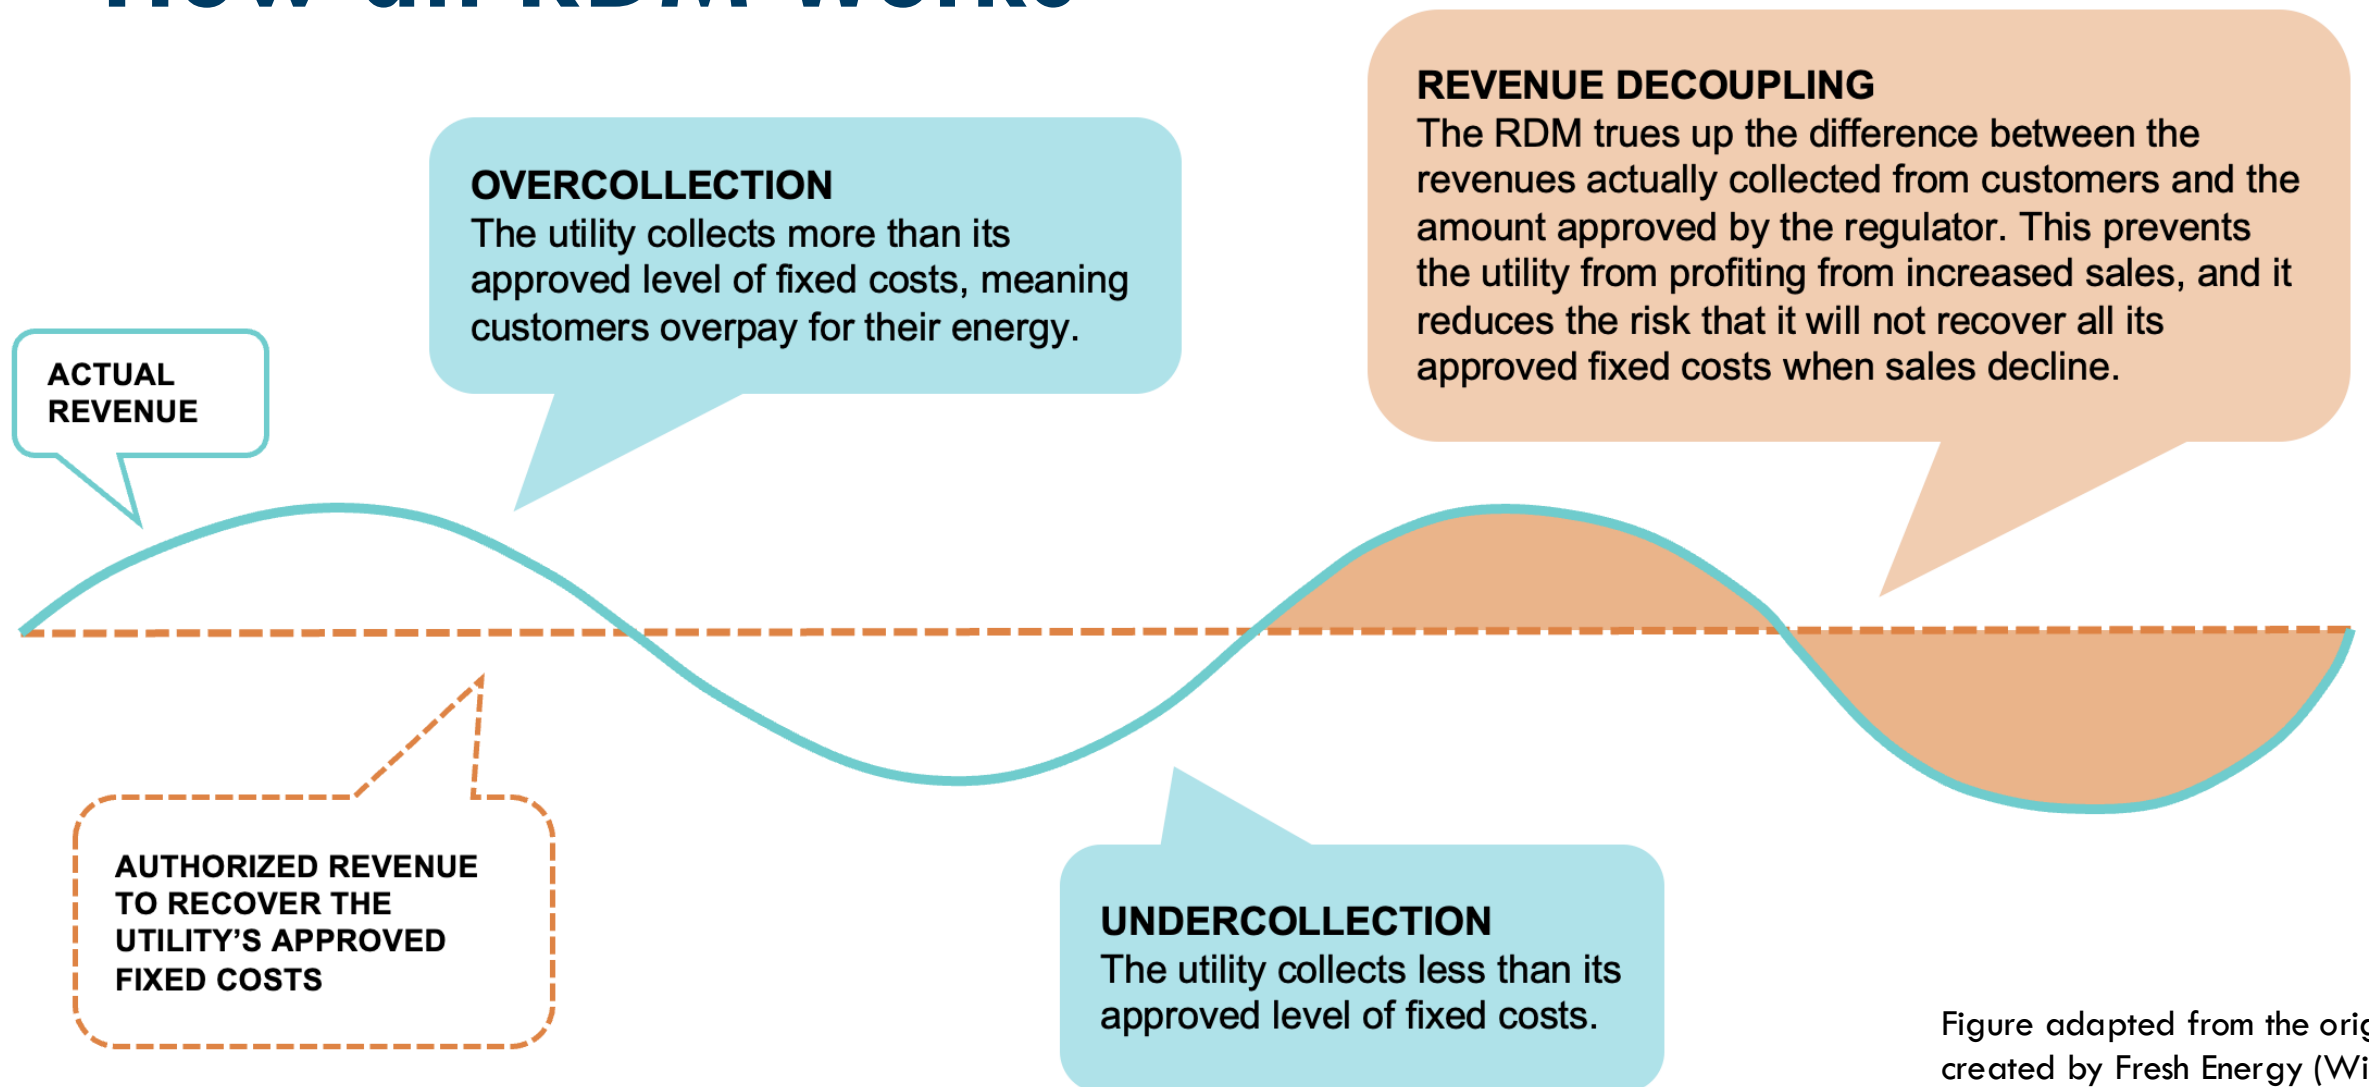 How an RDM works
REVENUE DECOUPLING
The RDM trues up the difference between the
revenues actually collected from customers and the
amount approved by the regulator. This prevents
the utility from profiting from increased sales, and it
reduces the risk that it will not recover all its
approved fixed costs when sales decline.
OVERCOLLECTION
The utility collects more than its
approved level of fixed costs, meaning
customers overpay for their energy.
ACTUAL
REVENUE
AUTHORIZED REVENUE
TO RECOVER THE
UTILITY’S APPROVED
FIXED COSTS
UNDERCOLLECTION
The utility collects less than its
approved level of fixed costs.
Figure adapted from the
created by Fresh Energy